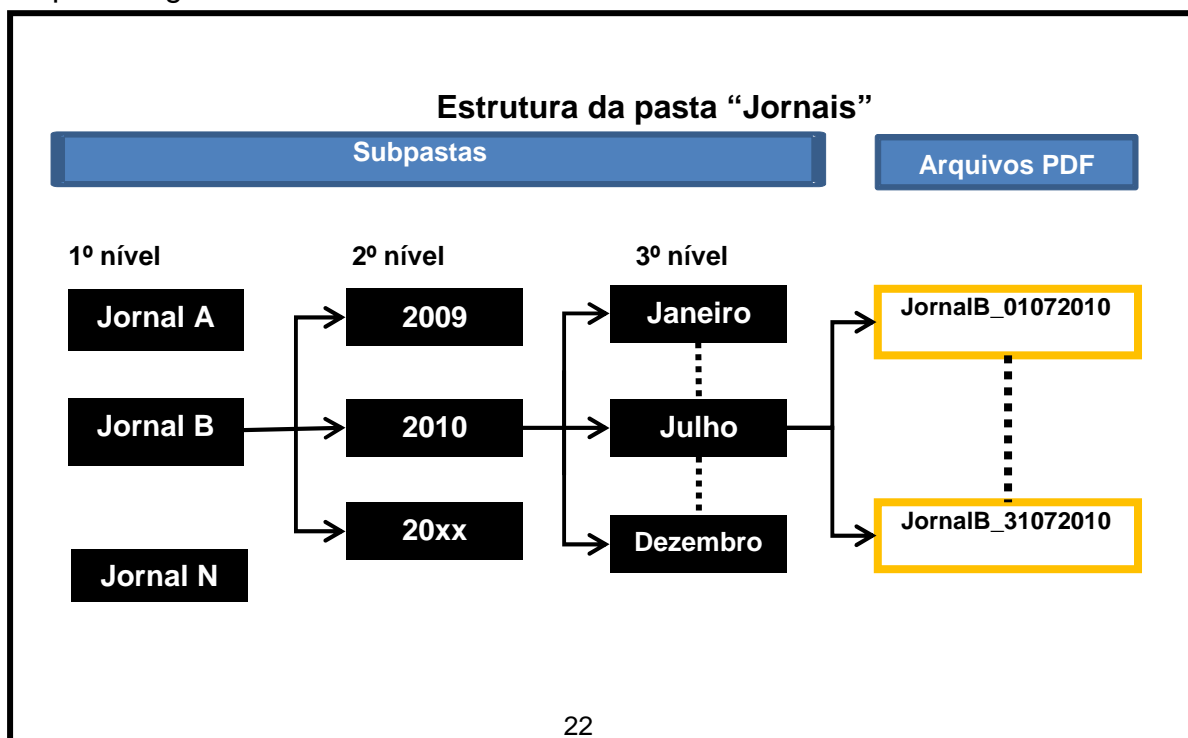 Estrutura da pasta “Jornais”
Subpastas
Arquivos PDF
1º nível
2º nível
3º nível
Jornal A
2009
Janeiro
JornalB_01072010
Jornal B
2010
Julho
20xx
Dezembro
JornalB_31072010
Jornal N
22